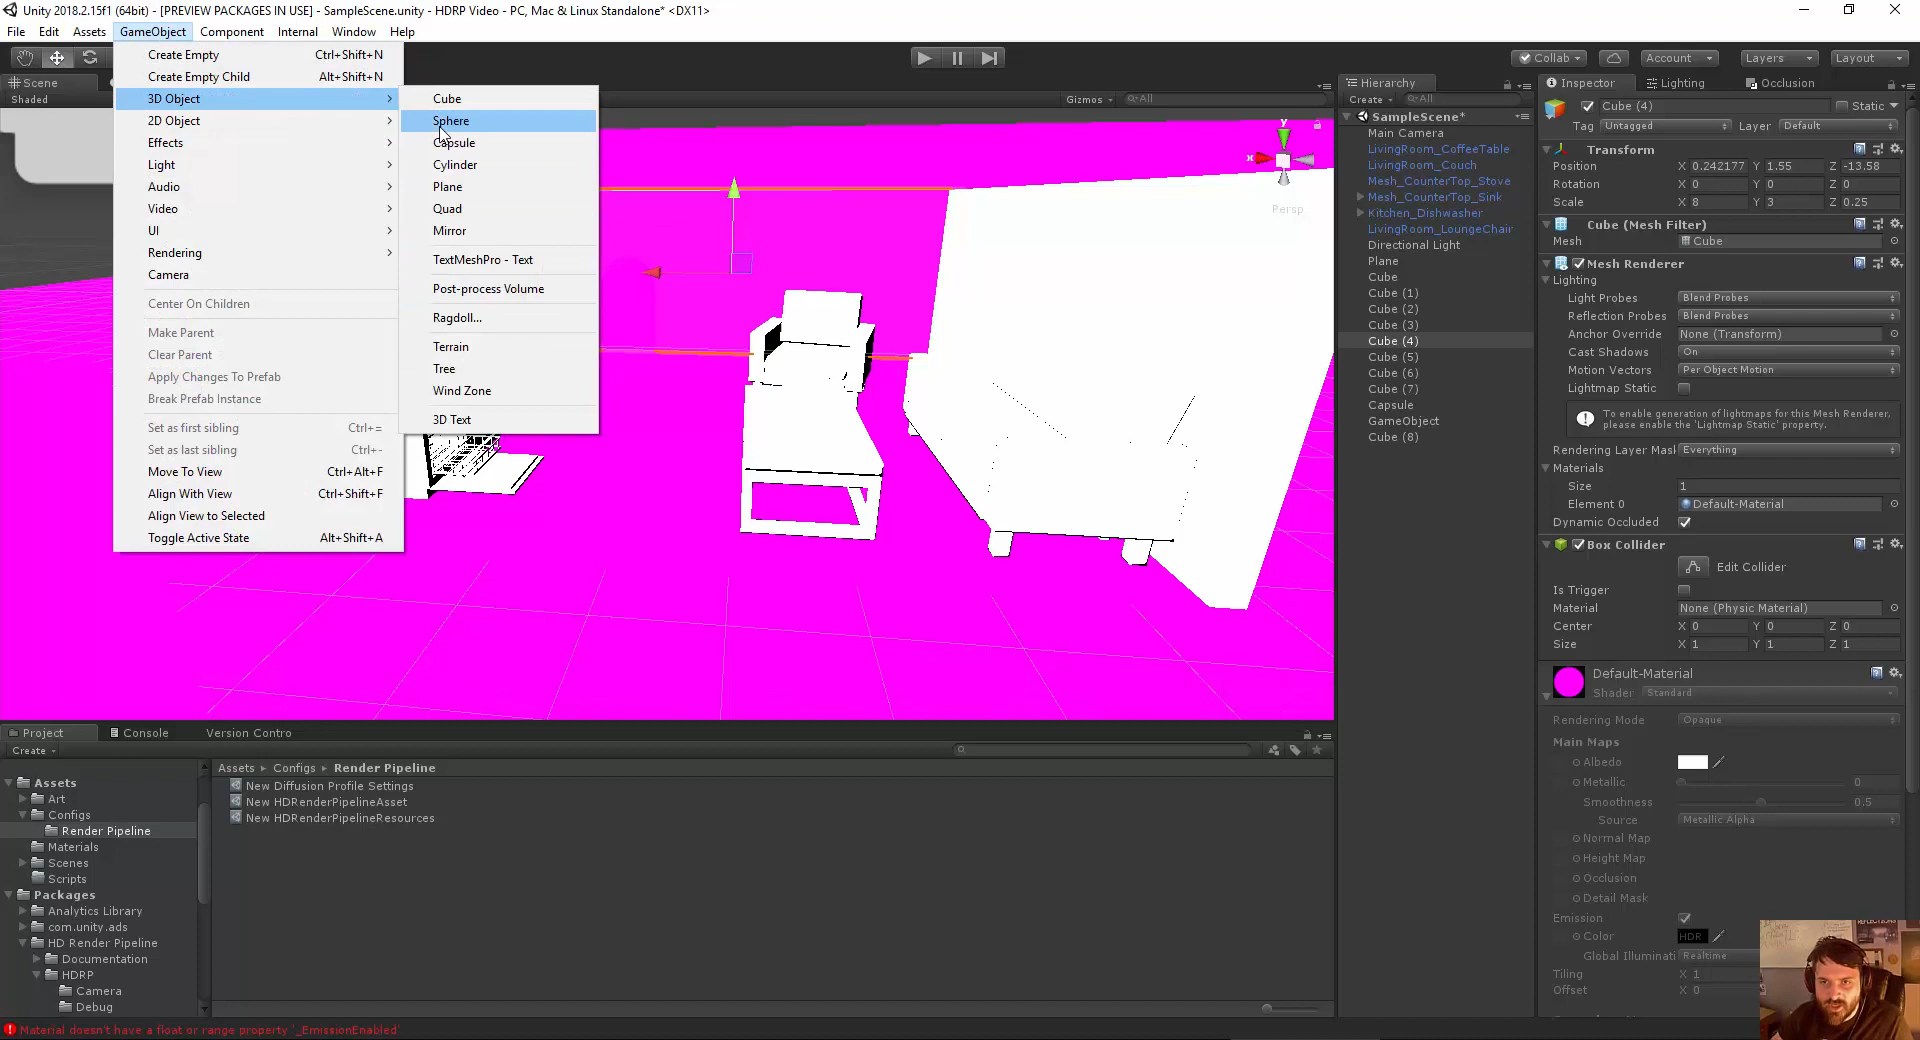 Unity 2018.2.15f1 (64bit) - [PREVIEW PACKAGES IN USE] - SampleScene.unity - HDRP Video - PC, Mac & Linux Standalone* <DX11>
File Edit Assets GameObject Component Internal Window Help
Collab Account Layers Layout
Scene
Shaded Gizmos All
Create Empty Ctrl+Shift+N
Create Empty Child Alt+Shift+N
3D Object
2D Object
Effects
Light
Audio
Video
UI
Rendering
Camera
Center On Children
Make Parent
Clear Parent
Apply Changes To Prefab
Break Prefab Instance
Set as first sibling Ctrl+=
Set as last sibling Ctrl+-
Move To View Ctrl+Alt+F
Align With View Ctrl+Shift+F
Align View to Selected
Toggle Active State Alt+Shift+A
Cube
Sphere
Capsule
Cylinder
Plane
Quad
Mirror
TextMeshPro - Text
Post-process Volume
Ragdoll...
Terrain
Tree
Wind Zone
3D Text
y
x
Persp
Hierarchy
Create All
SampleScene*
Main Camera
LivingRoom_CoffeeTable
LivingRoom_Couch
Mesh_CounterTop_Stove
Mesh_CounterTop_Sink
Kitchen_Dishwasher
LivingRoom_LoungeChair
Directional Light
Plane
Cube
Cube (1)
Cube (2)
Cube (3)
Cube (4)
Cube (5)
Cube (6)
Cube (7)
Capsule
GameObject
Cube (8)
Inspector Lighting Occlusion
Cube (4) Static
Tag Untagged Layer Default
Transform
Position X 0.242177 Y 1.55 Z -13.58
Rotation X 0 Y 0 Z 0
Scale X 8 Y 3 Z 0.25
Cube (Mesh Filter)
Mesh Cube
Mesh Renderer
Lighting
Light Probes Blend Probes
Reflection Probes Blend Probes
Anchor Override None (Transform)
Cast Shadows On
Motion Vectors Per Object Motion
Lightmap Static
To enable generation of lightmaps for this Mesh Renderer, please enable the 'Lightmap Static' property.
Rendering Layer Mask Everything
Materials
Size 1
Element 0 Default-Material
Dynamic Occluded
Box Collider
Edit Collider
Is Trigger
Material None (Physic Material)
Center X 0 Y 0 Z 0
Size X 1 Y 1 Z 1
Default-Material
Shader Standard
Rendering Mode Opaque
Main Maps
Albedo
Metallic 0
Smoothness 0.5
Source Metallic Alpha
Normal Map
Height Map
Occlusion
Detail Mask
Emission
Color HDR
Global Illuminati Realtime
Tiling X 1
Offset X 0
Project Console Version Contro
Create
Assets
Art
Configs
Render Pipeline
Materials
Scenes
Scripts
Packages
Analytics Library
com.unity.ads
HD Render Pipeline
Documentation
HDRP
Camera
Debug
Assets Configs Render Pipeline
New Diffusion Profile Settings
New HDRenderPipelineAsset
New HDRenderPipelineResources
Material doesn't have a float or range property '_EmissionEnabled'